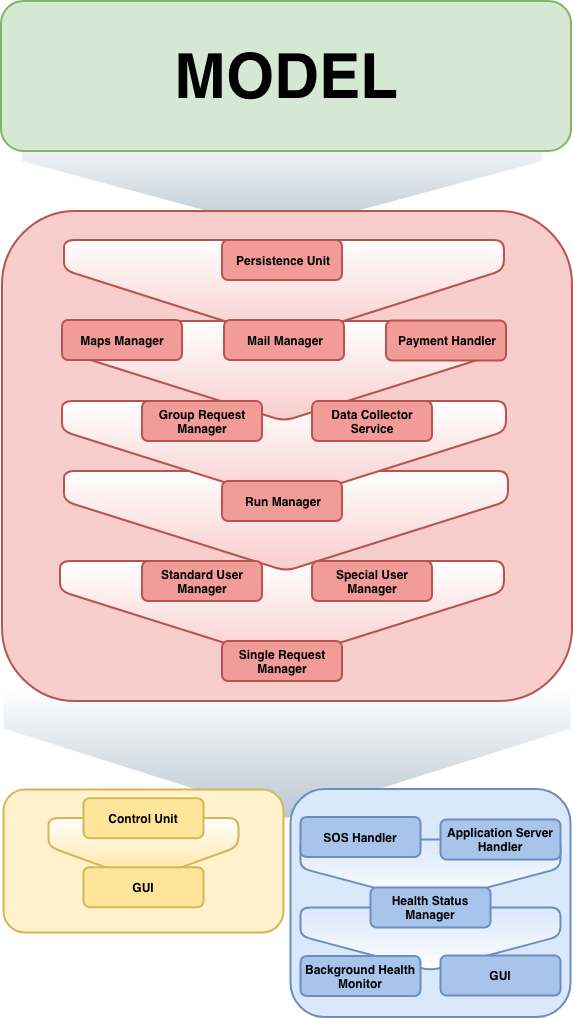 MODEL
Persistence Unit
Maps Manager
Mail Manager
Payment Handler
Group Request
Manager
Data Collector
Service
Run Manager
Standard User
Manager
Special User
Manager
Single Request
Manager
Control Unit
GUI
SOS Handler
Application Server
Handler
Health Status
Manager
Background Health
Monitor
GUI